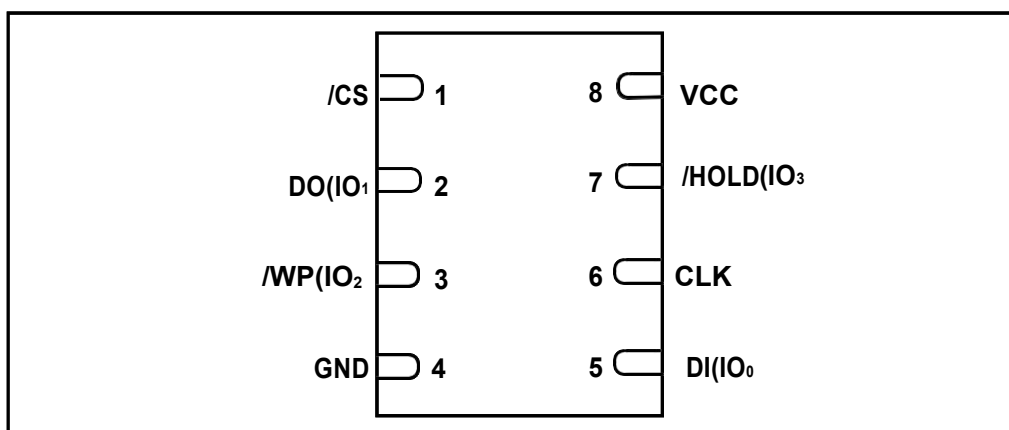 /CS 1 8 VCC
DO(IO₁ 2 7 /HOLD(IO₃
/WP(IO₂ 3 6 CLK
GND 4 5 DI(IO₀